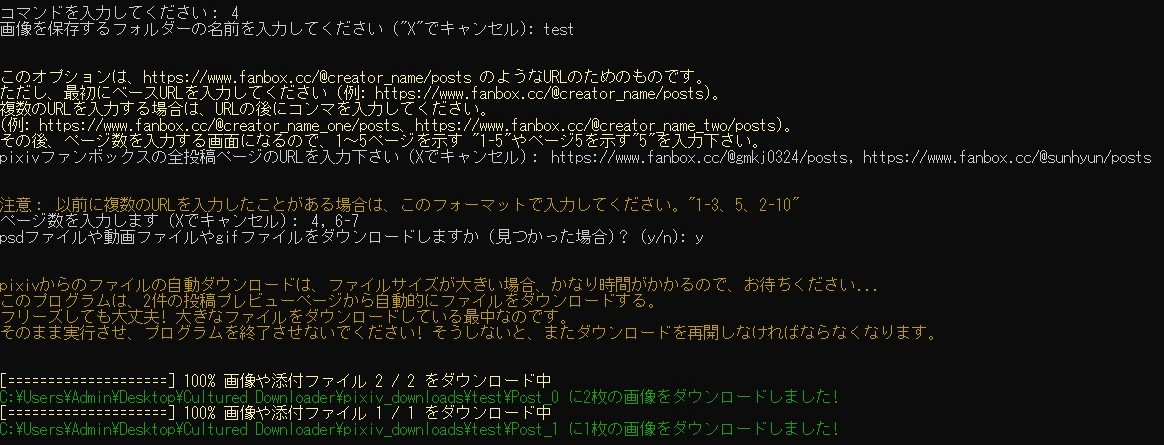 コマンドを入力してください: 4
画像を保存するフォルダーの名前を入力してください ("X"でキャンセル): test
このオプションは、https://www.fanbox.cc/@creator_name/posts のようなURLのためのものです。
ただし、最初にベースURLを入力してください (例: https://www.fanbox.cc/@creator_name/posts)。
複数のURLを入力する場合は、URLの後にコンマを入力してください。
(例: https://www.fanbox.cc/@creator_name_one/posts、https://www.fanbox.cc/@creator_name_two/posts)。
その後、ページ数を入力する画面になるので、1～5ページを示す "1-5"やページ5を示す"5"を入力下さい。
pixivファンボックスの全投稿ページのURLを入力下さい (Xでキャンセル): https://www.fanbox.cc/@gmkj0324/posts, https://www.fanbox.cc/@sunhyun/posts
注意: 以前に複数のURLを入力したことがある場合は、このフォーマットで入力してください。"1-3、5、2-10"
ページ数を入力します (Xでキャンセル): 4, 6-7
psdファイルや動画ファイルやgifファイルをダウンロードしますか (見つかった場合)? (y/n): y
pixivからのファイルの自動ダウンロードは、ファイルサイズが大きい場合、かなり時間がかかるので、お待ちください...
このプログラムは、2件の投稿プレビューページから自動的にファイルをダウンロードする。
フリーズしても大丈夫! 大きなファイルをダウンロードしている最中なのです。
そのまま実行させ、プログラムを終了させないでください! そうしないと、またダウンロードを再開しなければならなくなります。
[====================] 100% 画像や添付ファイル 2 / 2 をダウンロード中
C:¥Users¥Admin¥Desktop¥Cultured Downloader¥pixiv_downloads¥test¥Post_0 に2枚の画像をダウンロードしました!
[====================] 100% 画像や添付ファイル 1 / 1 をダウンロード中
C:¥Users¥Admin¥Desktop¥Cultured Downloader¥pixiv_downloads¥test¥Post_1 に1枚の画像をダウンロードしました!